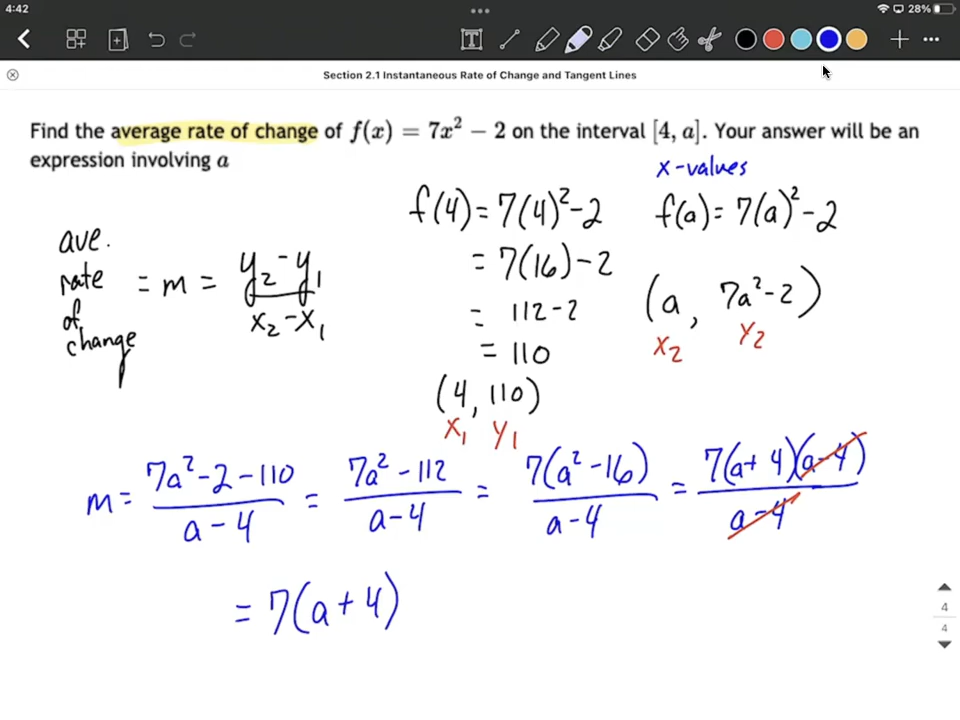 4:42 28%
Section 2.1 Instantaneous Rate of Change and Tangent Lines
Find the average rate of change of f(x) = 7x² − 2 on the interval [4, a]. Your answer will be an
expression involving a
x-values
ave. rate of change = m = (y₂ - y₁)/(x₂ - x₁)
f(4) = 7(4)² - 2
= 7(16) - 2
= 112 - 2
= 110
(4, 110)
x₁ y₁
f(a) = 7(a)² - 2
(a, 7a² - 2)
x₂ y₂
m = (7a² - 2 - 110)/(a - 4) = (7a² - 112)/(a - 4) = 7(a² - 16)/(a - 4) = 7(a + 4)(a - 4)/(a - 4)
= 7(a + 4)
4
4